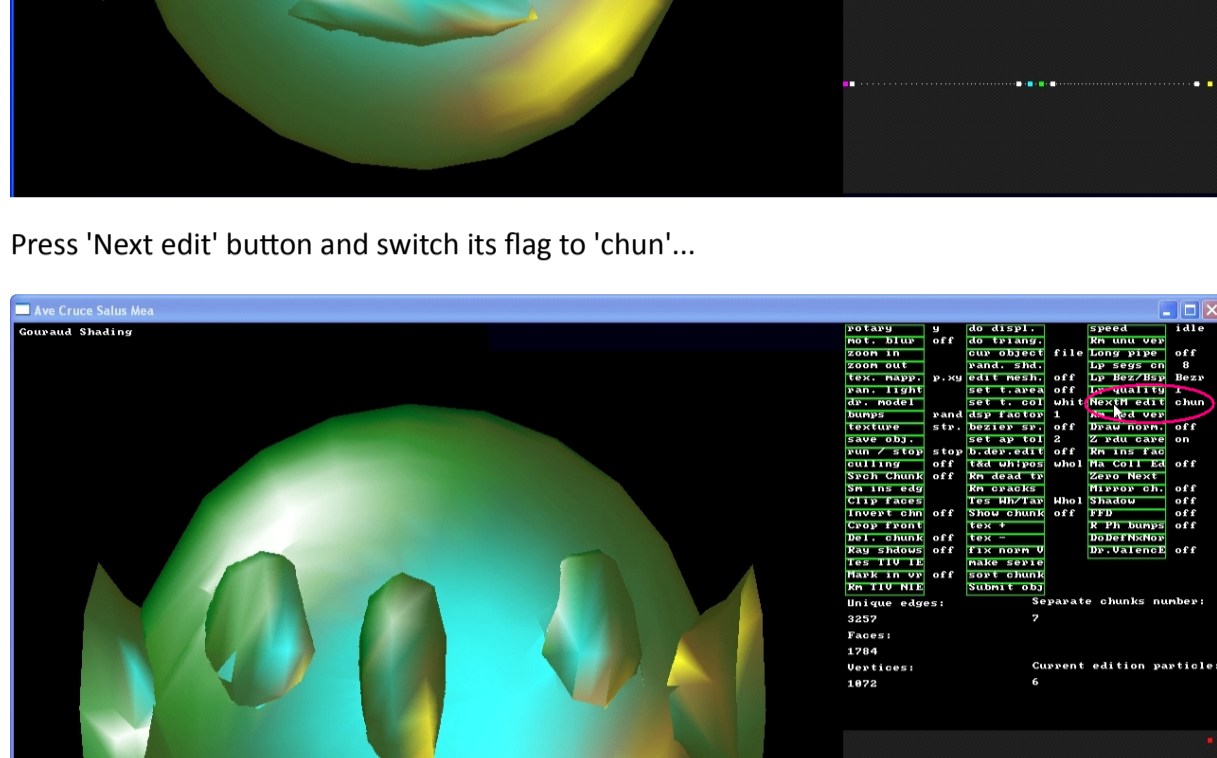 Press 'Next edit' button and switch its flag to 'chun'...
Ave Cruce Salus Mea
Gouraud Shading
rotary y do displ. speed idle
mot. blur off do triang. Rm unu ver
zoom in cur object file Long pipe off
zoom out rand. shd. Lp segs cn 8
tex. mapp. p.xy edit mesh. off Lp Bez/Bsp Bezr
ran. light set t.area off Lp quality 1
dr. model set t. col whit NextM edit chun
bumps rand dsp factor 1 Rm red ver
texture str. bezier sr. off Draw norm. off
save obj. set ap tol 2 Z rdu care on
run / stop stop b.der.edit off Rm ins fac
culling off t&d wh:pos whol Ma Coll Ed off
Srch Chunk off Rm dead tr Zero Next
Sm ins edg Rm cracks Mirror ch. off
Clip faces Tes Wh/Tar Whol Shadow off
Invert chn off Show chunk off FFD off
Crop front tex + R Ph bumps off
Del. chunk off tex - DoDefNxNor
Ray shdows off fix norm V Dr.ValencE off
Tes TIV IE make serie
Mark in vr off sort chunk
Rm TIV NIE Submit obj
Unique edges: Separate chunks number:
3257 7
Faces:
1784
Vertices: Current edition particle:
1072 6